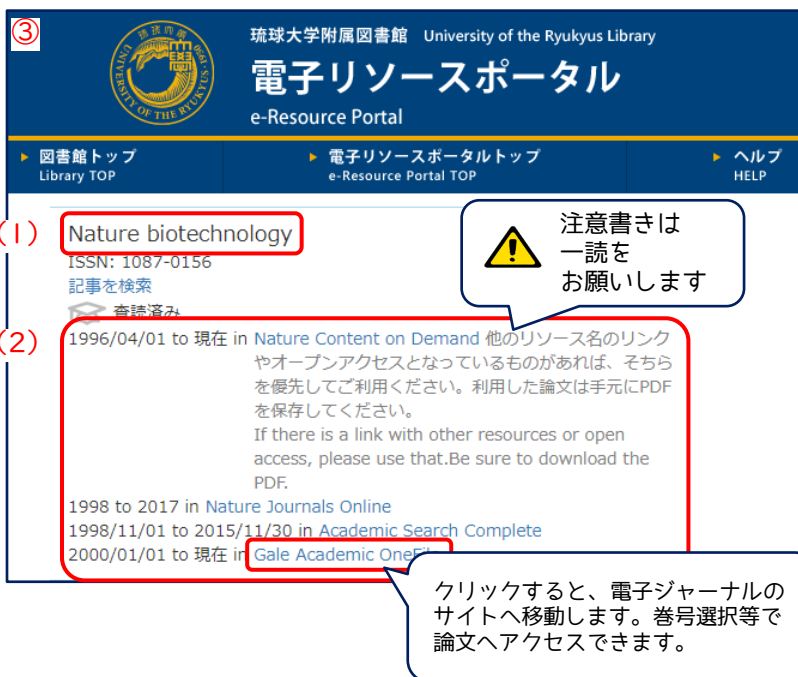 ③
琉球大学附属図書館 University of the Ryukyus Library
電子リソースポータル
e-Resource Portal
図書館トップ
Library TOP
電子リソースポータルトップ
e-Resource Portal TOP
ヘルプ
HELP
(1)
Nature biotechnology
ISSN: 1087-0156
記事を検索
査読済み
注意書きは
一読を
お願いします
(2)
1996/04/01 to 現在 in Nature Content on Demand 他のリソース名のリンク
やオープンアクセスとなっているものがあれば、そちら
を優先してご利用ください。利用した論文は手元にPDF
を保存してください。
If there is a link with other resources or open
access, please use that.Be sure to download the
PDF.
1998 to 2017 in Nature Journals Online
1998/11/01 to 2015/11/30 in Academic Search Complete
2000/01/01 to 現在 in Gale Academic OneFile
クリックすると、電子ジャーナルの
サイトへ移動します。巻号選択等で
論文へアクセスできます。